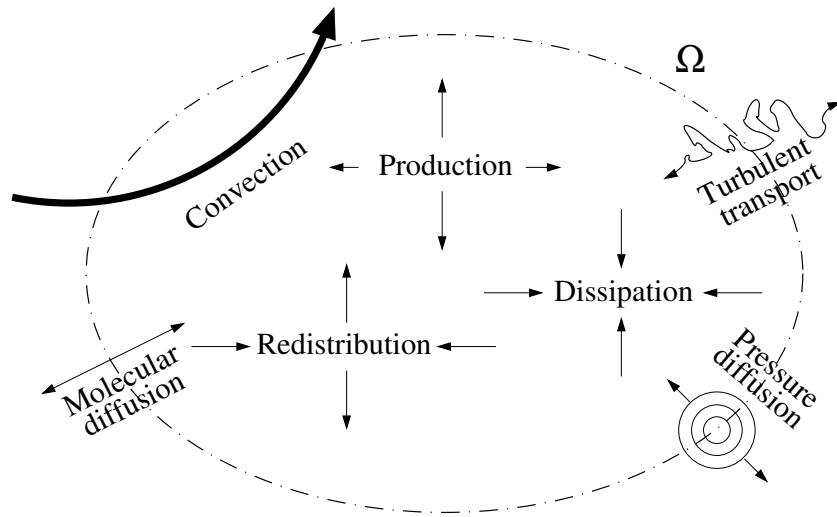 Ω
Convection
Production
Turbulent
transport
Dissipation
Redistribution
Molecular
diffusion
Pressure
diffusion